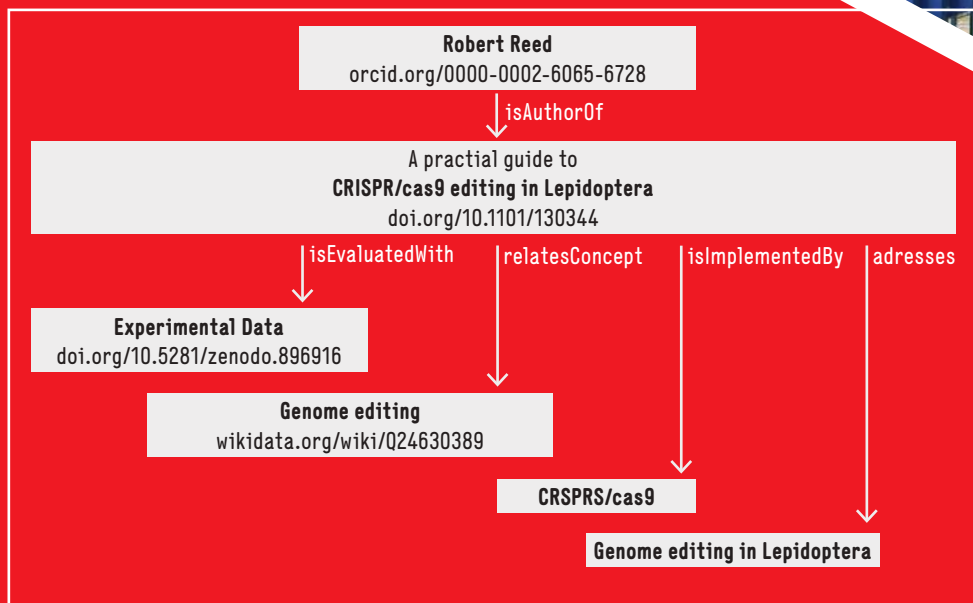 Robert Reed
orcid.org/0000-0002-6065-6728
isAuthorOf
A practial guide to
CRISPR/cas9 editing in Lepidoptera
doi.org/10.1101/130344
isEvaluatedWith
relatesConcept
isImplementedBy
adresses
Experimental Data
doi.org/10.5281/zenodo.896916
Genome editing
wikidata.org/wiki/Q24630389
CRSPRS/cas9
Genome editing in Lepidoptera